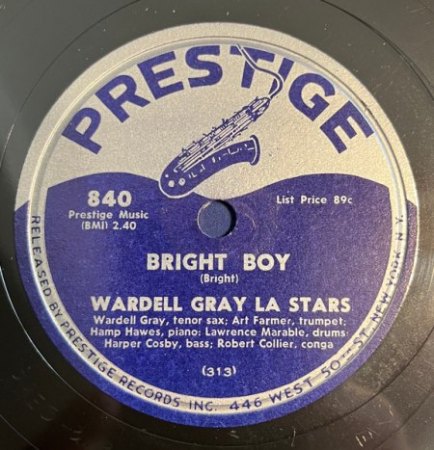 PRESTIGE
840
Prestige Music
(BMI) 2.40
List Price 89c
BRIGHT BOY
(Bright)
WARDELL GRAY LA STARS
Wardell Gray, tenor sax; Art Farmer, trumpet;
Hamp Hawes, piano; Lawrence Marable, drums
Harper Cosby, bass; Robert Collier, conga
(313)
RELEASED BY PRESTIGE RECORDS INC. 446 WEST 50—ST. NEW YORK N.Y.